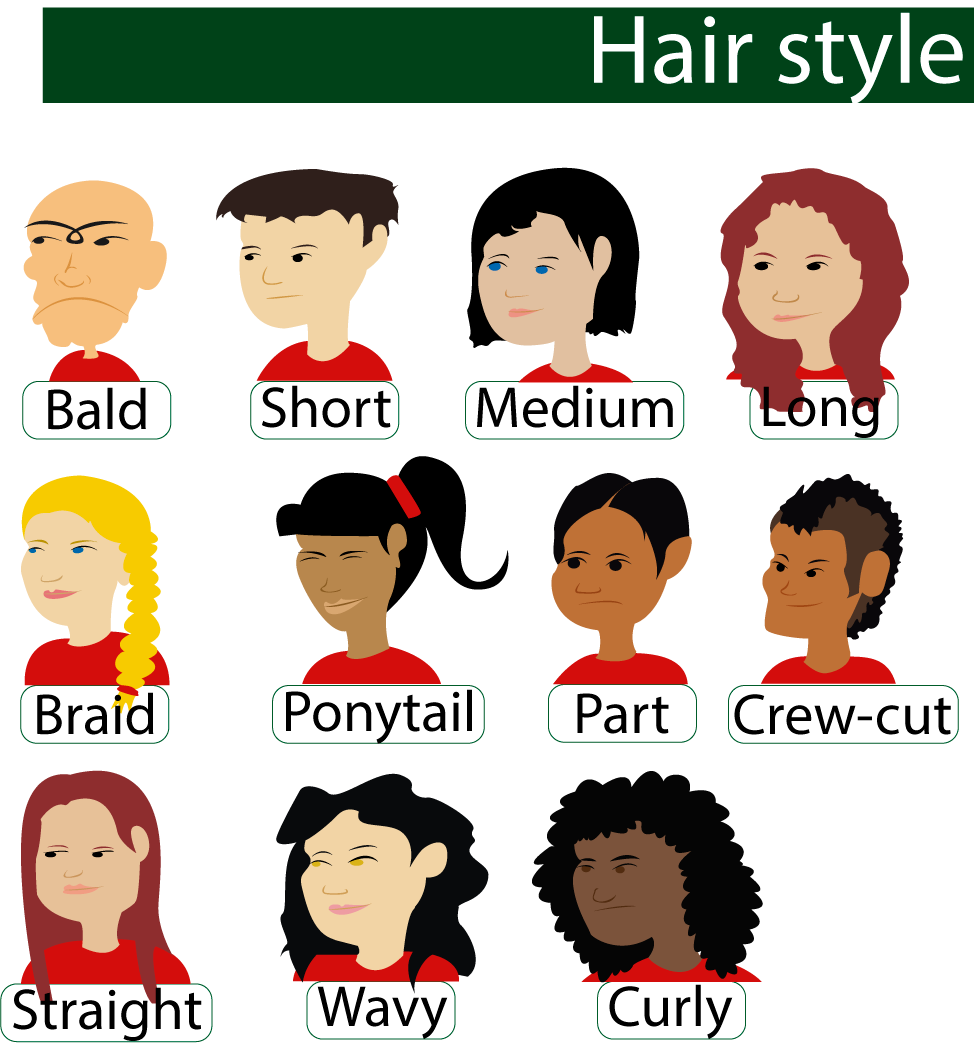 Hair style
Bald
Short
Medium
Long
Braid
Ponytail
Part
Crew-cut
Straight
Wavy
Curly